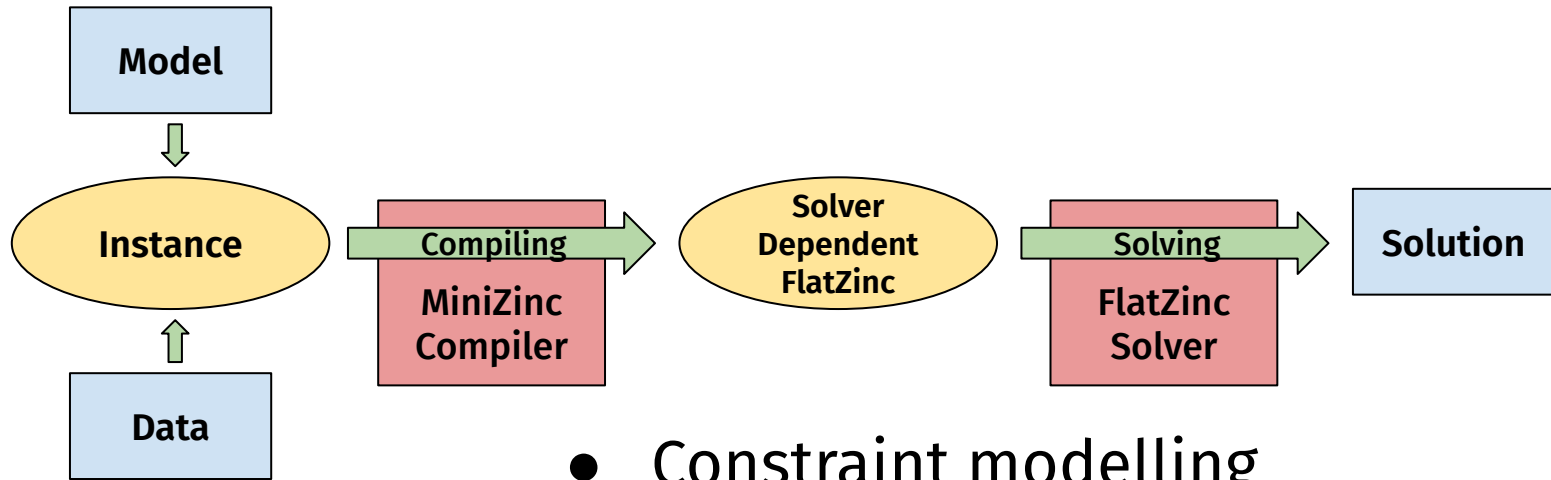 Model
Instance
Data
Compiling
MiniZinc
Compiler
Solver
Dependent
FlatZinc
Solving
FlatZinc
Solver
Solution
● Constraint modelling